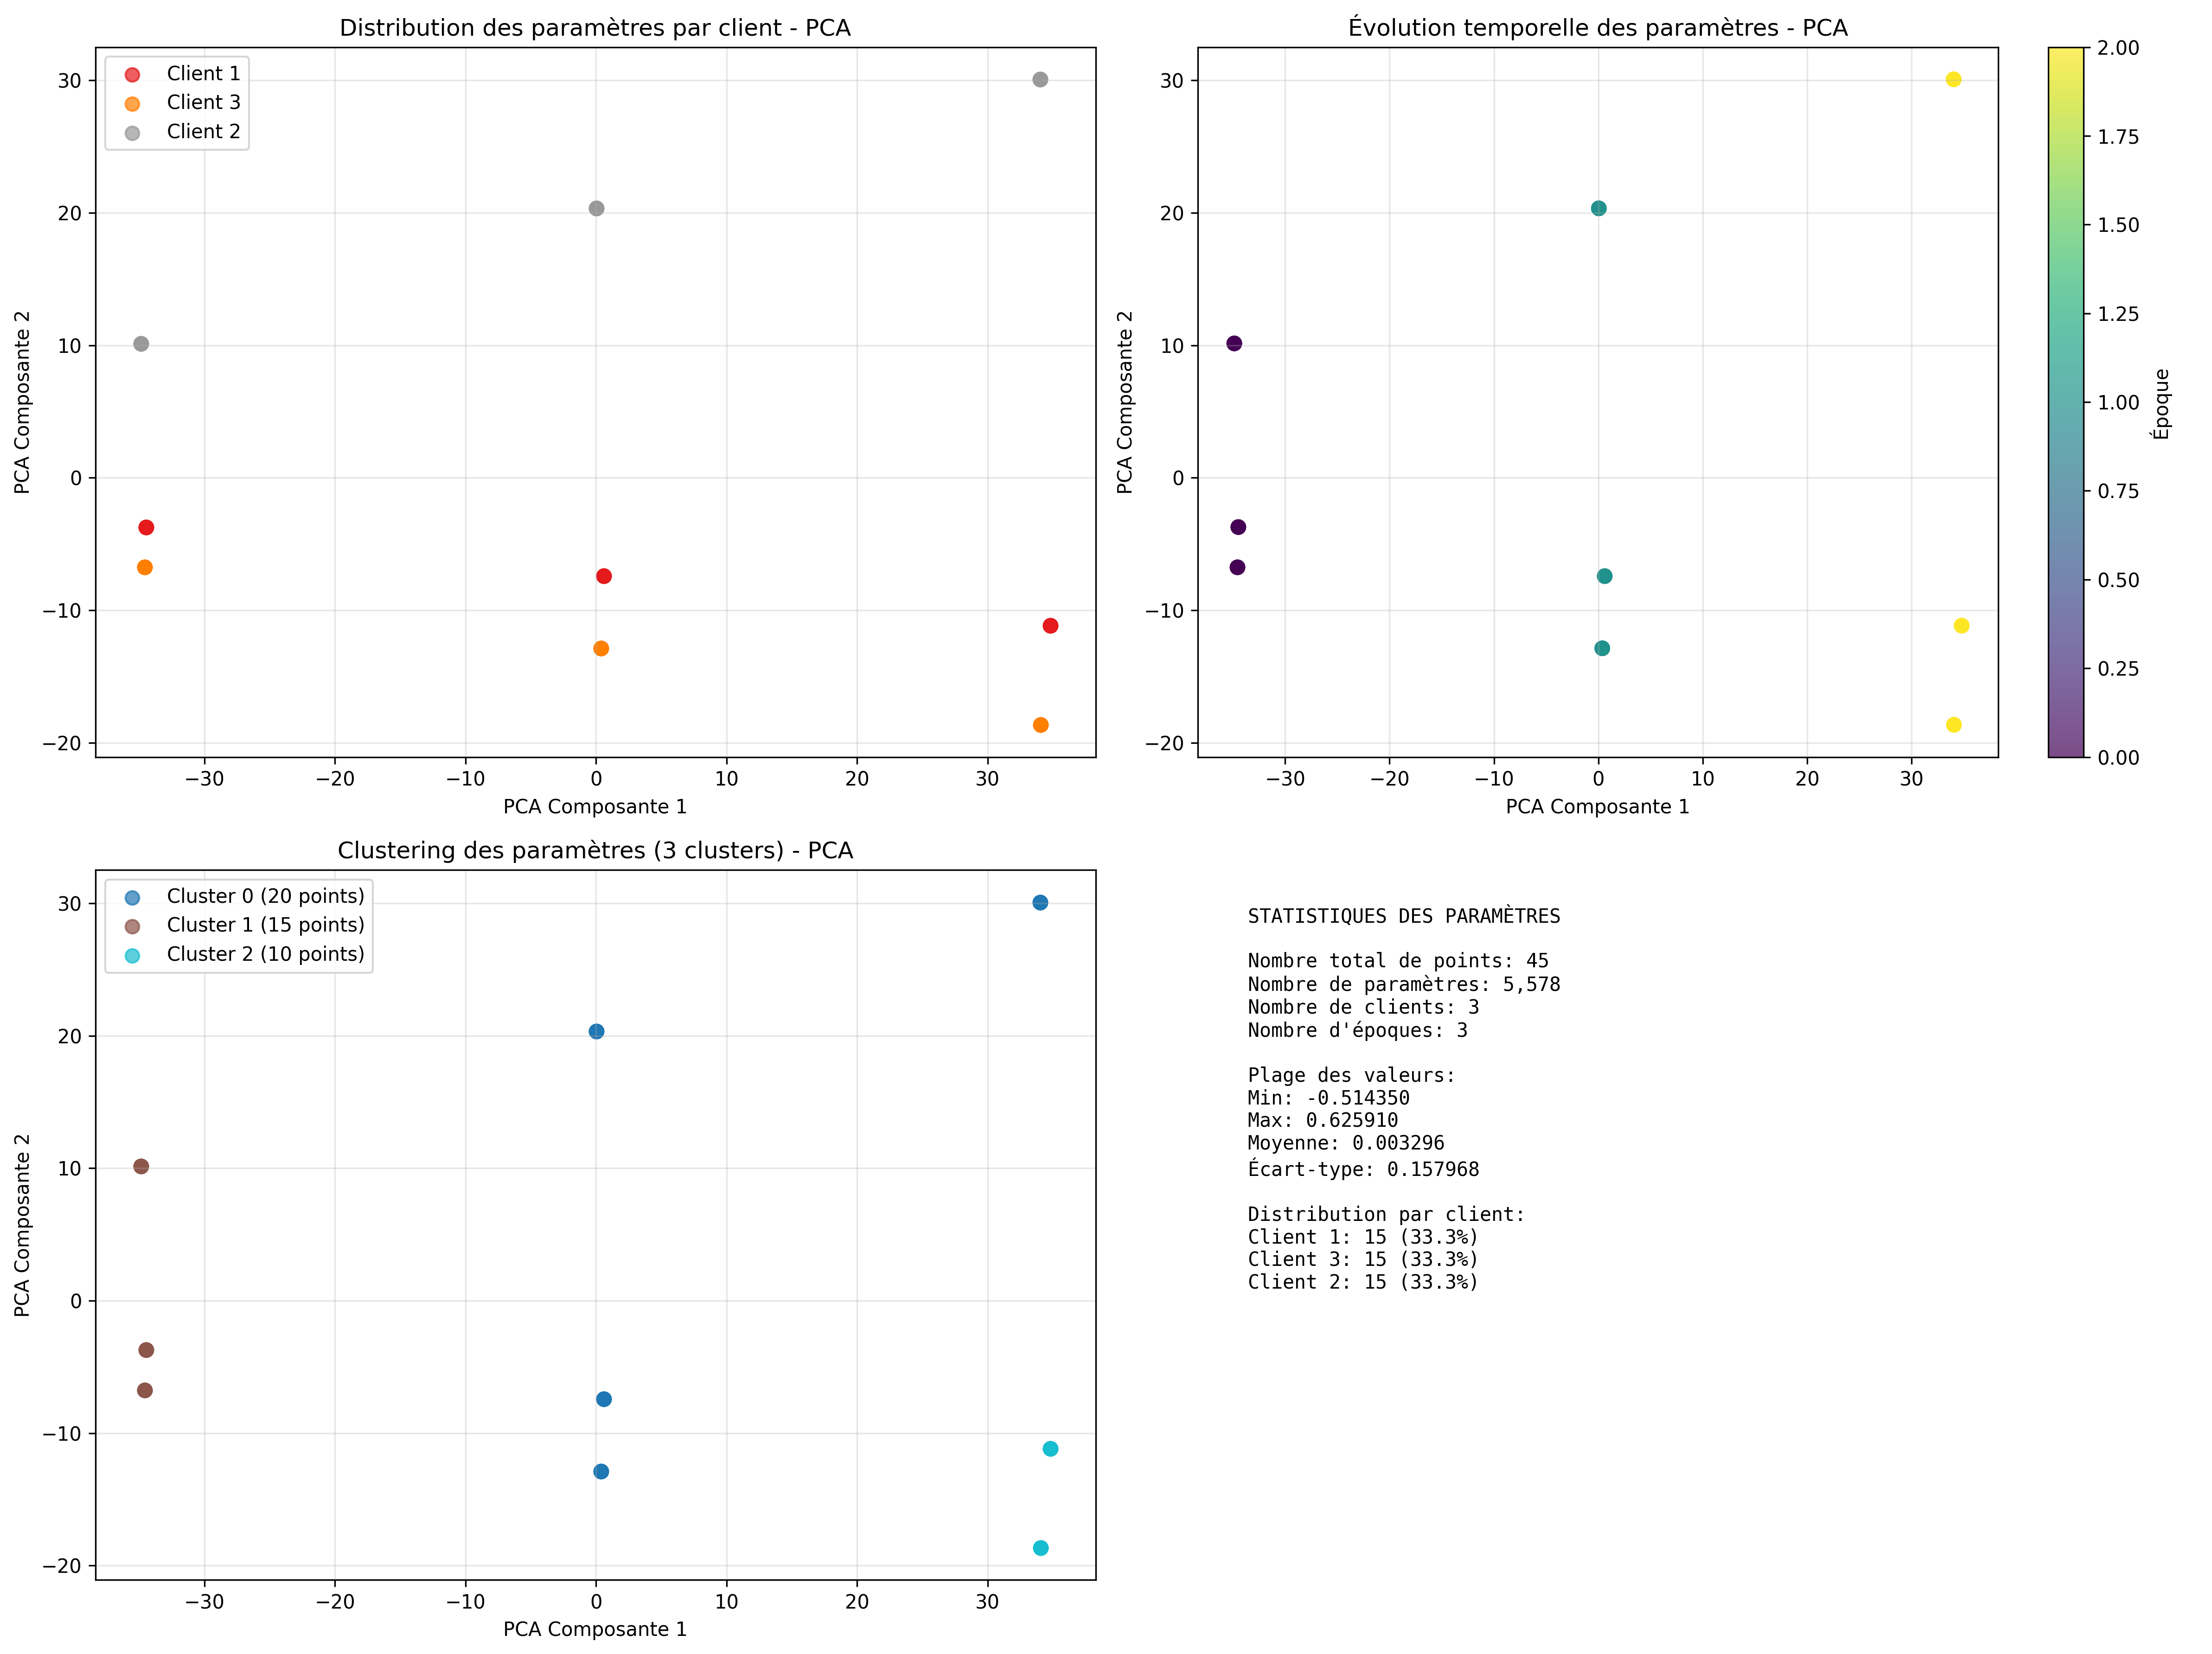 Distribution des paramètres par client - PCA
Client 1
Client 3
Client 2
30
20
10
0
−10
−20
PCA Composante 2
−30
−20
−10
0
10
20
30
PCA Composante 1
Évolution temporelle des paramètres - PCA
30
20
10
0
−10
−20
PCA Composante 2
−30
−20
−10
0
10
20
30
PCA Composante 1
2.00
1.75
1.50
1.25
1.00
0.75
0.50
0.25
0.00
Époque
Clustering des paramètres (3 clusters) - PCA
Cluster 0 (20 points)
Cluster 1 (15 points)
Cluster 2 (10 points)
30
20
10
0
−10
−20
PCA Composante 2
−30
−20
−10
0
10
20
30
PCA Composante 1
STATISTIQUES DES PARAMÈTRES
Nombre total de points: 45
Nombre de paramètres: 5,578
Nombre de clients: 3
Nombre d'époques: 3
Plage des valeurs:
Min: -0.514350
Max: 0.625910
Moyenne: 0.003296
Écart-type: 0.157968
Distribution par client:
Client 1: 15 (33.3%)
Client 3: 15 (33.3%)
Client 2: 15 (33.3%)